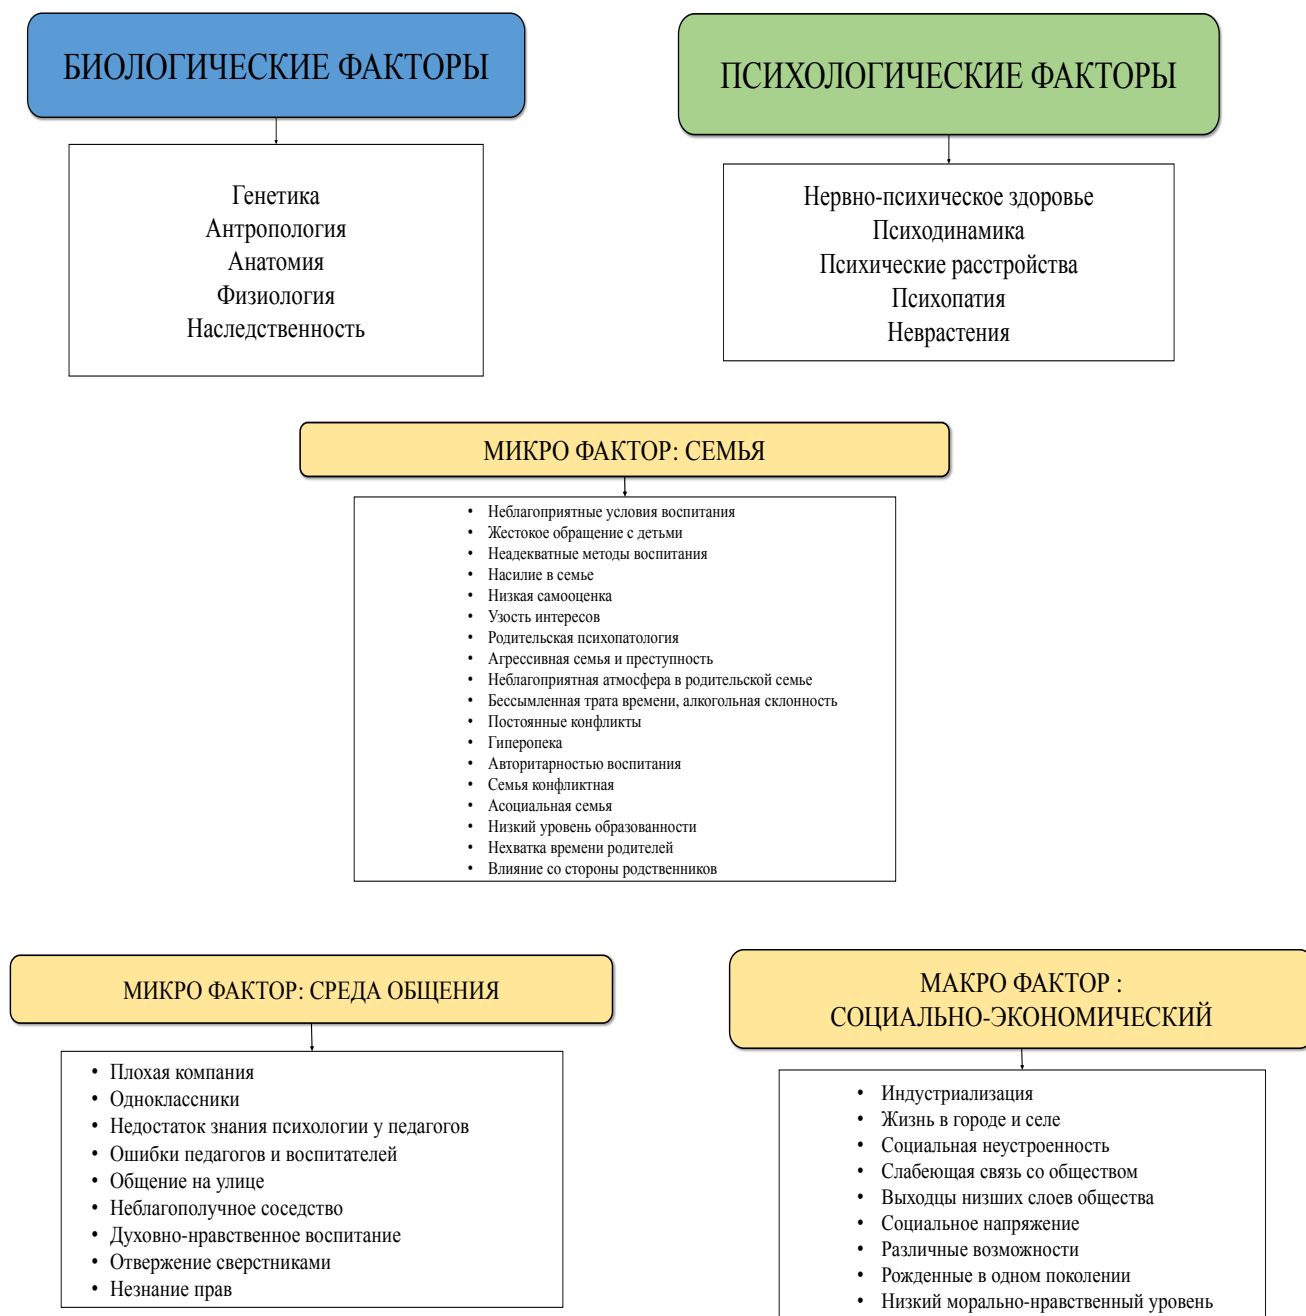 БИОЛОГИЧЕСКИЕ ФАКТОРЫ
Генетика
Антропология
Анатомия
Физиология
Наследственность
ПСИХОЛОГИЧЕСКИЕ ФАКТОРЫ
Нервно-психическое здоровье
Психодинамика
Психические расстройства
Психопатия
Неврастения
МИКРО ФАКТОР: СЕМЬЯ
• Неблагоприятные условия воспитания
• Жестокое обращение с детьми
• Неадекватные методы воспитания
• Насилие в семье
• Низкая самооценка
• Узость интересов
• Родительская психопатология
• Агрессивная семья и преступность
• Неблагоприятная атмосфера в родительской семье
• Бессымленная трата времени, алкогольная склонность
• Постоянные конфликты
• Гиперопека
• Авторитарностью воспитания
• Семья конфликтная
• Асоциальная семья
• Низкий уровень образованности
• Нехватка времени родителей
• Влияние со стороны родственников
МИКРО ФАКТОР: СРЕДА ОБЩЕНИЯ
• Плохая компания
• Одноклассники
• Недостаток знания психологии у педагогов
• Ошибки педагогов и воспитателей
• Общение на улице
• Неблагополучное соседство
• Духовно-нравственное воспитание
• Отвержение сверстниками
• Незнание прав
МАКРО ФАКТОР :
СОЦИАЛЬНО-ЭКОНОМИЧЕСКИЙ
• Индустриализация
• Жизнь в городе и селе
• Социальная неустроенность
• Слабеющая связь со обществом
• Выходцы низших слоев общества
• Социальное напряжение
• Различные возможности
• Рожденные в одном поколении
• Низкий морально-нравственный уровень